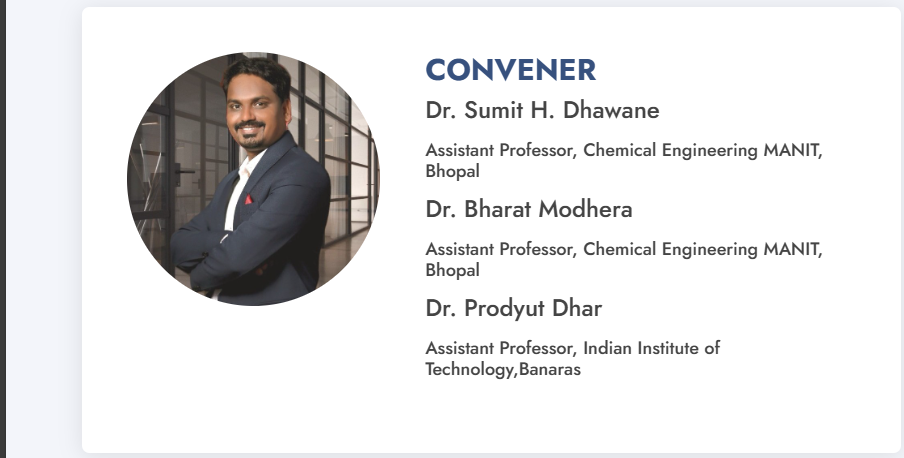 CONVENER
Dr. Sumit H. Dhawane
Assistant Professor, Chemical Engineering MANIT,
Bhopal
Dr. Bharat Modhera
Assistant Professor, Chemical Engineering MANIT,
Bhopal
Dr. Prodyut Dhar
Assistant Professor, Indian Institute of
Technology,Banaras